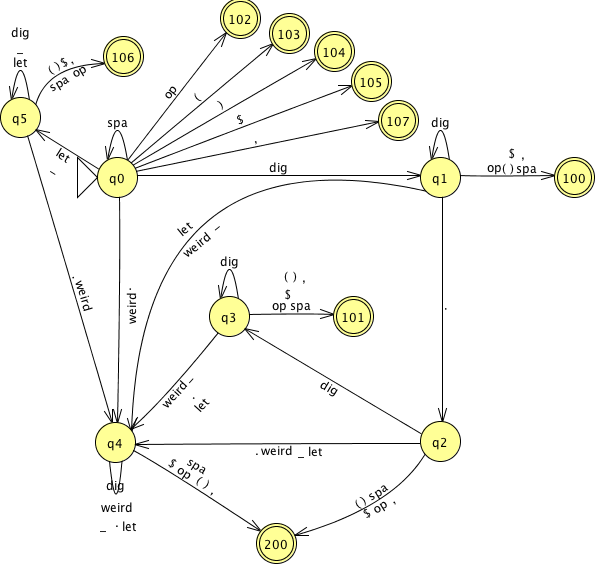 dig
_
let
( ) $ ,
spa op
106
102
103
104
105
107
op
(
)
$
,
q5
let
_
spa
q0
dig
dig
q1
$ ,
op( ) spa
100
let
weird _
. weird
weird.
dig
( ) ,
$
op spa
q3
101
.
dig
weird_
.
let
q4
. weird _ let
q2
dig
weird
_ . let
spa
$ op ( ) ,
( ) spa
$ op ,
200